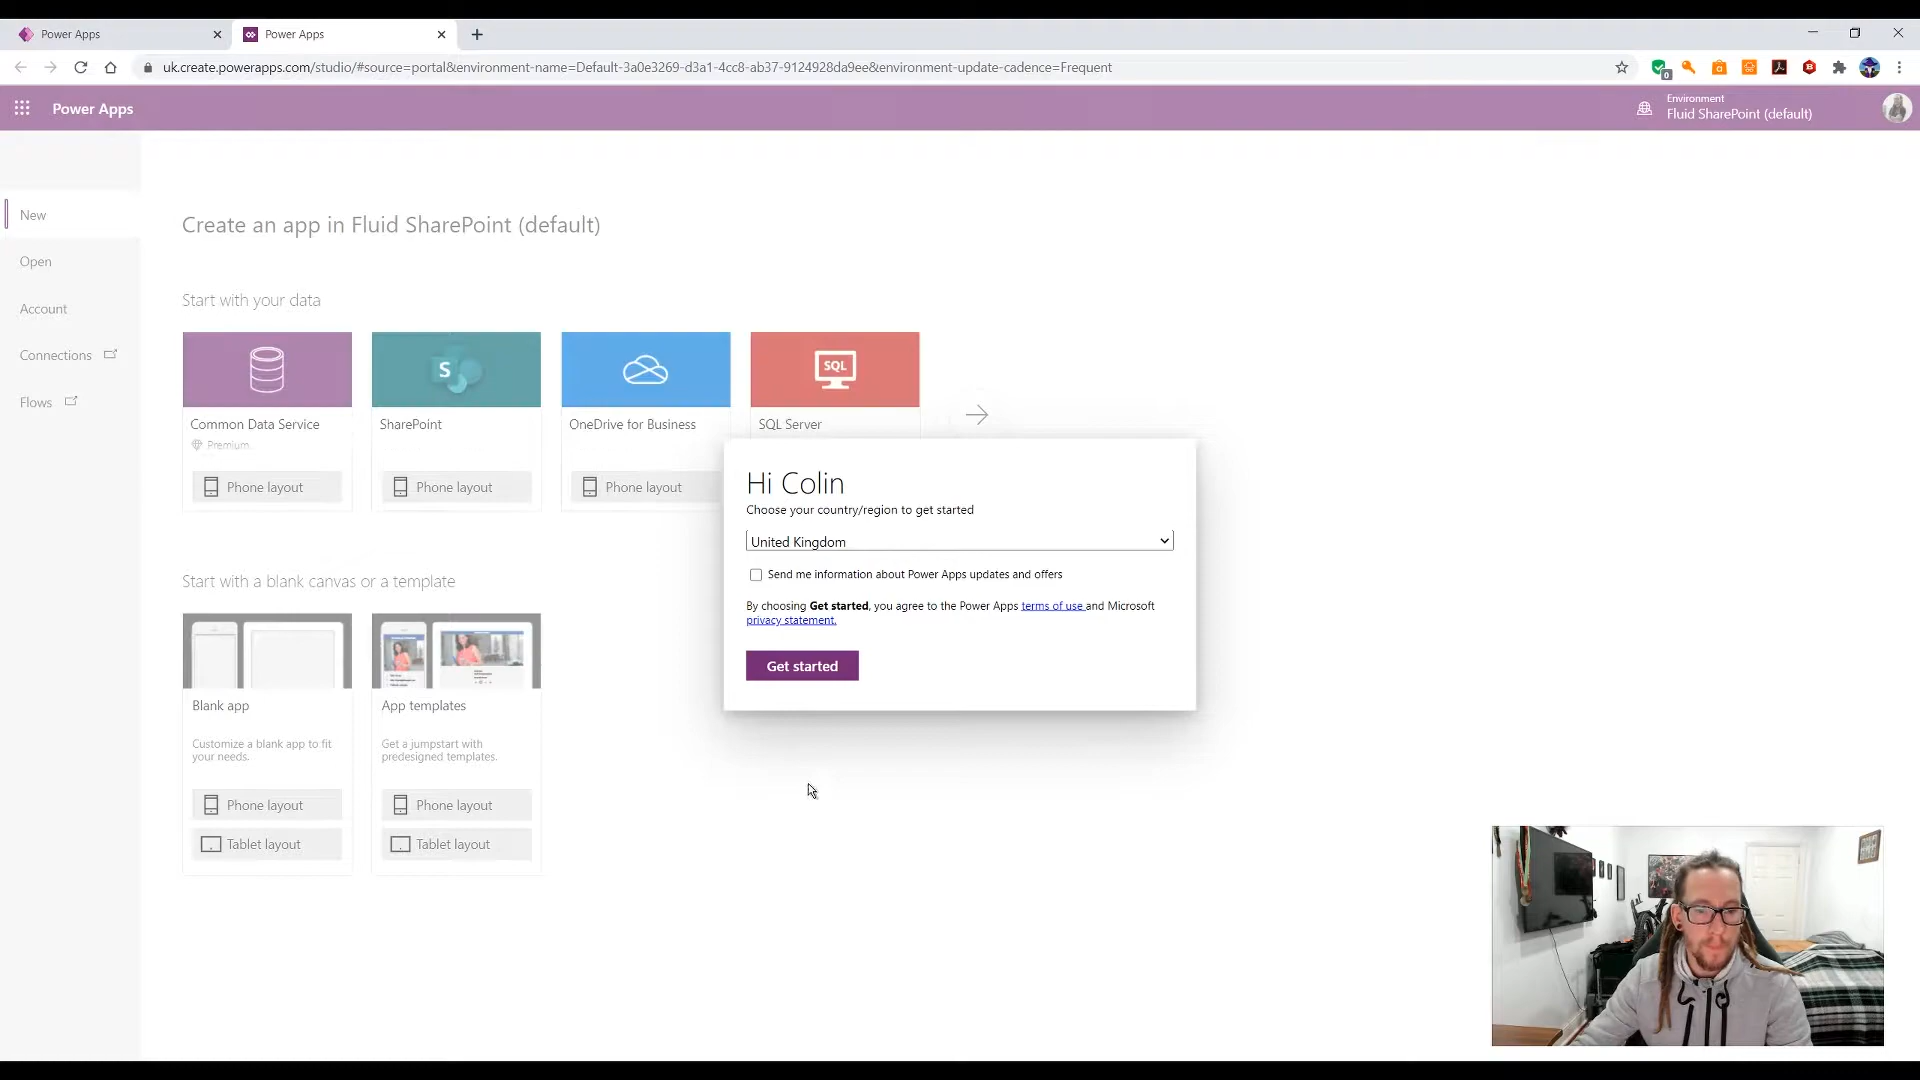 Power Apps
Power Apps
uk.create.powerapps.com/studio/#source=portal&environment-name=Default-3a0e3269-d3a1-4cc8-ab37-9124928da9ee&environment-update-cadence=Frequent
0
Power Apps
Environment
Fluid SharePoint (default)
New
Open
Account
Connections
Flows
Create an app in Fluid SharePoint (default)
Start with your data
S
SQL
Common Data Service
Premium
SharePoint
OneDrive for Business
SQL Server
Phone layout
Phone layout
Phone layout
Hi Colin
Choose your country/region to get started
United Kingdom
Send me information about Power Apps updates and offers
By choosing Get started, you agree to the Power Apps terms of use and Microsoft
privacy statement.
Get started
Start with a blank canvas or a template
Blank app
Customize a blank app to fit
your needs.
Phone layout
Tablet layout
App templates
Get a jumpstart with
predesigned templates.
Phone layout
Tablet layout